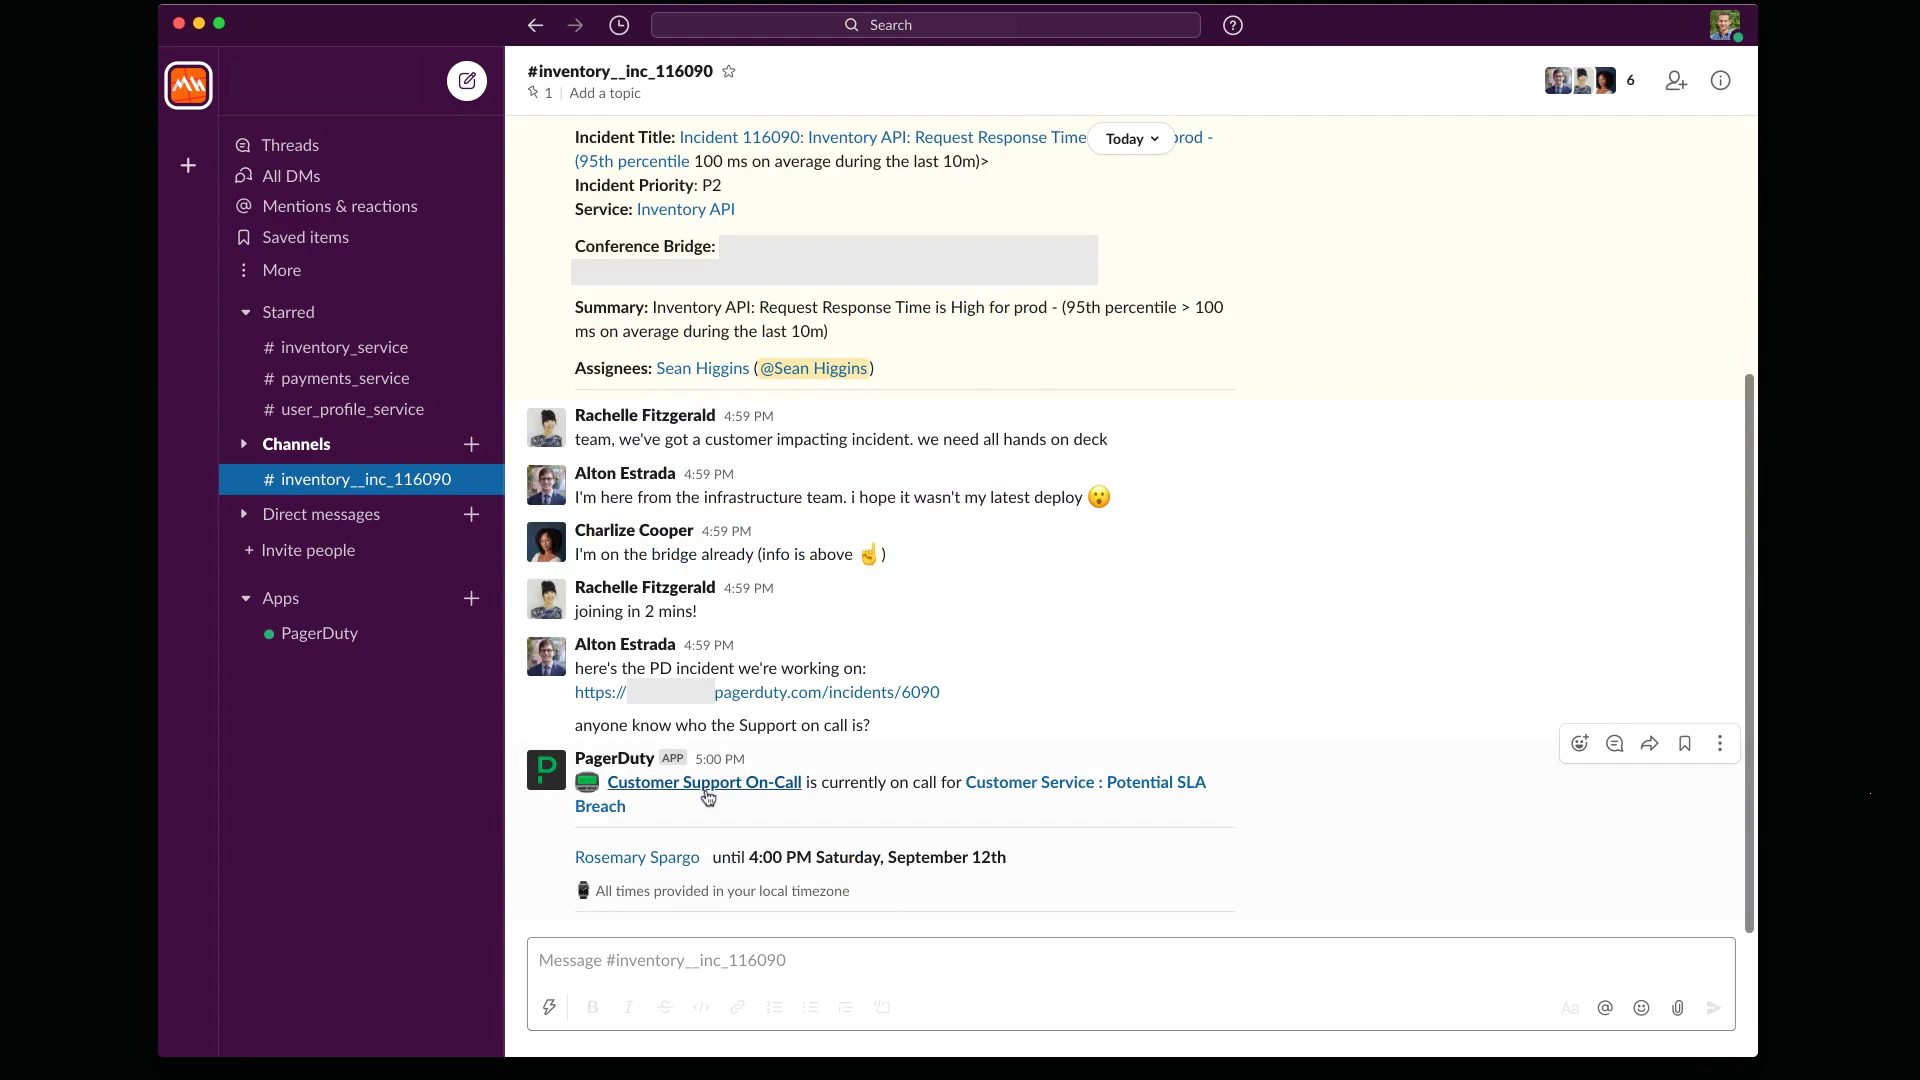 Search
#inventory__inc_116090
1 | Add a topic
6
Threads
All DMs
Mentions & reactions
Saved items
More
Starred
# inventory_service
# payments_service
# user_profile_service
Channels
# inventory__inc_116090
Direct messages
+ Invite people
Apps
PagerDuty
Today
Incident Title: Incident 116090: Inventory API: Request Response Time prod -
(95th percentile 100 ms on average during the last 10m)>
Incident Priority: P2
Service: Inventory API
Conference Bridge:
Summary: Inventory API: Request Response Time is High for prod - (95th percentile > 100
ms on average during the last 10m)
Assignees: Sean Higgins (@Sean Higgins)
Rachelle Fitzgerald 4:59 PM
team, we've got a customer impacting incident. we need all hands on deck
Alton Estrada 4:59 PM
I'm here from the infrastructure team. i hope it wasn't my latest deploy 😮
Charlize Cooper 4:59 PM
I'm on the bridge already (info is above ☝️)
Rachelle Fitzgerald 4:59 PM
joining in 2 mins!
Alton Estrada 4:59 PM
here's the PD incident we're working on:
https:// pagerduty.com/incidents/6090
anyone know who the Support on call is?
PagerDuty APP 5:00 PM
Customer Support On-Call is currently on call for Customer Service : Potential SLA
Breach
Rosemary Spargo until 4:00 PM Saturday, September 12th
All times provided in your local timezone
Message #inventory__inc_116090
B I S </> Aa @